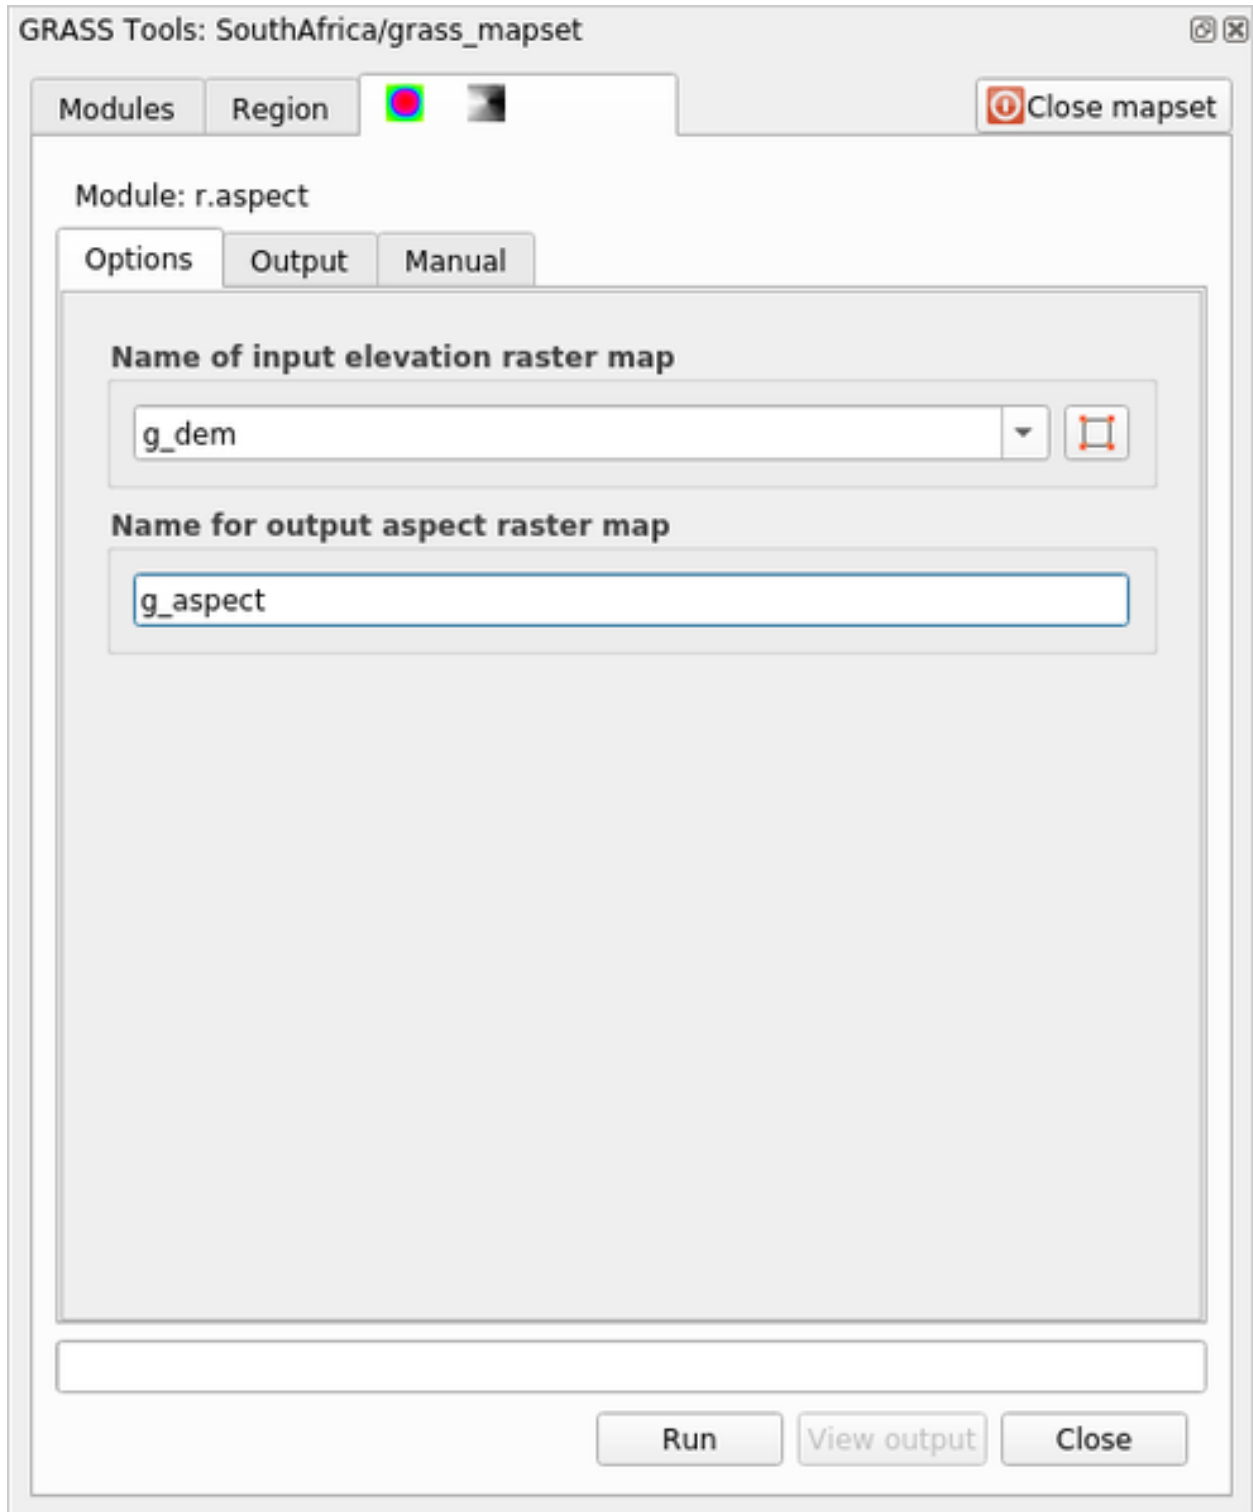 GRASS Tools: SouthAfrica/grass_mapset
Modules Region Close mapset
Module: r.aspect
Options Output Manual
Name of input elevation raster map
g_dem
Name for output aspect raster map
g_aspect
Run View output Close